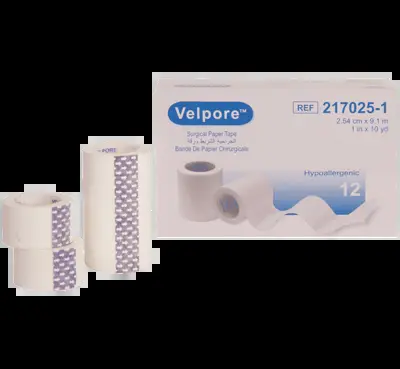 Velpore™
REF 217025-1
2.54 cm x 9.1 m
1 in x 10 yd
Surgical Paper Tape
Bande De Papier Chirurgicale
Hypoallergenic
12